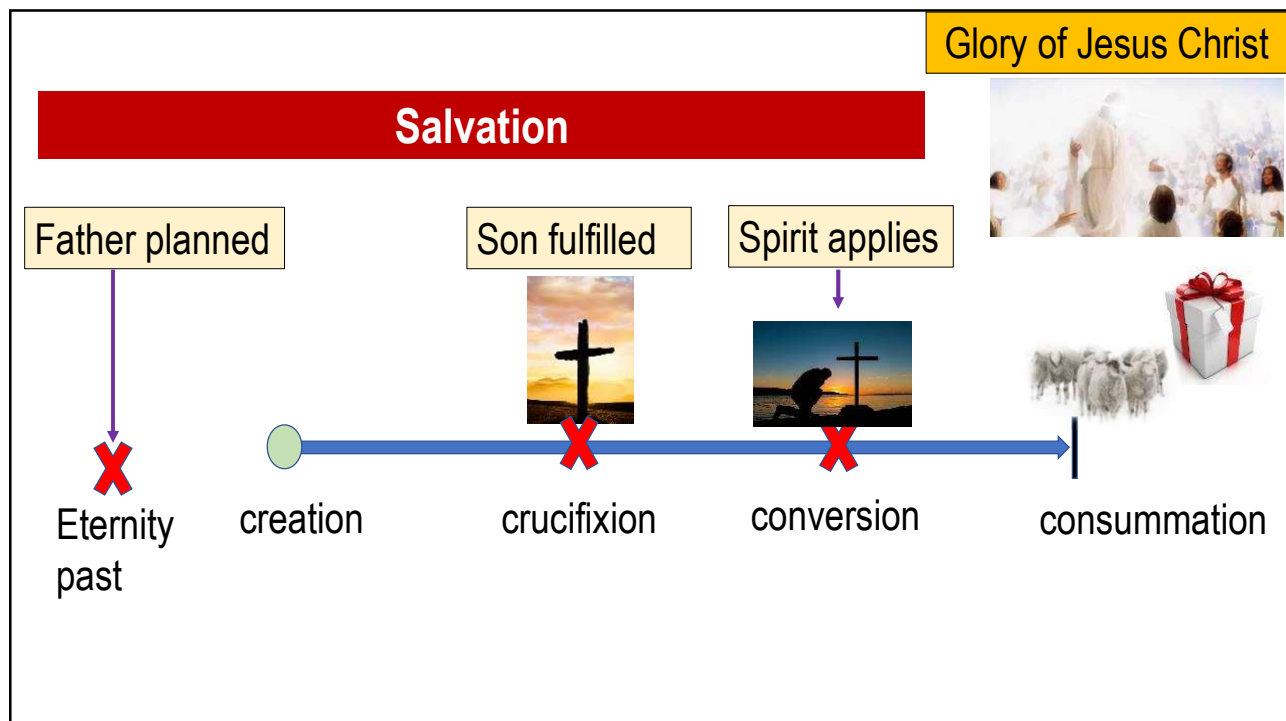 Glory of Jesus Christ
Salvation
Father planned
Son fulfilled
Spirit applies
Eternity
past
creation
crucifixion
conversion
consummation